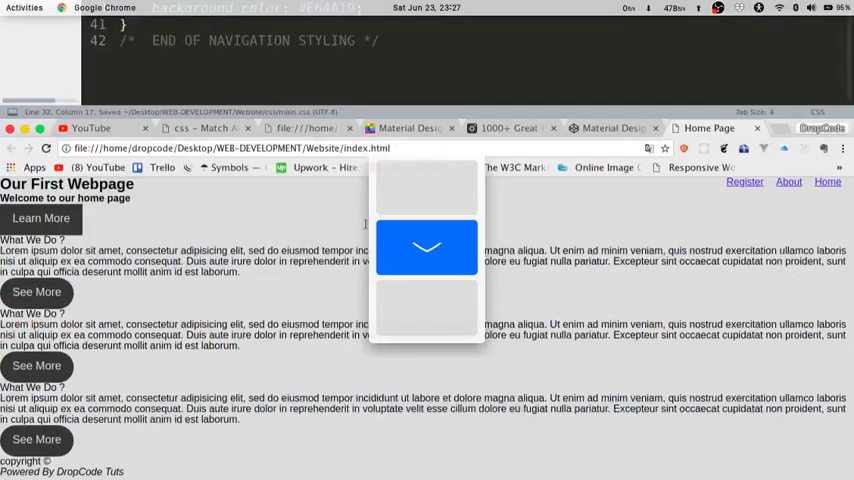 Activities Google Chrome Sat Jun 23, 23:27 0n/s 478n/s 95%
background-color: #E64A19;
41 }
42 /* END OF NAVIGATION STYLING */
Line 32, Column 17, Saved ~/Desktop/WEB-DEVELOPMENT/Website/css/main.css (UTF-8) Tab Size: 4 CSS
YouTube × css - Match A × file:///home/ × Material Desig × 1000+ Great × Material Desig × Home Page × DropCode
file:///home/dropcode/Desktop/WEB-DEVELOPMENT/Website/index.html
Apps (8) YouTube Trello Symbols — Upwork - Hire The W3C Mark Online Image Responsive
Our First Webpage Register About Home
Welcome to our home page
Learn More
What We Do ?
Lorem ipsum dolor sit amet, consectetur adipisicing elit, sed do eiusmod tempor inc magna aliqua. Ut enim ad minim veniam, quis nostrud exercitation ullamco laboris
nisi ut aliquip ex ea commodo consequat. Duis aute irure dolor in reprehenderit in eu fugiat nulla pariatur. Excepteur sint occaecat cupidatat non proident, sunt
in culpa qui officia deserunt mollit anim id est laborum.
See More
What We Do ?
Lorem ipsum dolor sit amet, consectetur adipisicing elit, sed do eiusmod tempor inc magna aliqua. Ut enim ad minim veniam, quis nostrud exercitation ullamco laboris
nisi ut aliquip ex ea commodo consequat. Duis aute irure dolor in reprehenderit in eu fugiat nulla pariatur. Excepteur sint occaecat cupidatat non proident, sunt
in culpa qui officia deserunt mollit anim id est laborum.
See More
What We Do ?
Lorem ipsum dolor sit amet, consectetur adipisicing elit, sed do eiusmod tempor incididunt ut labore et dolore magna aliqua. Ut enim ad minim veniam, quis nostrud exercitation ullamco laboris
nisi ut aliquip ex ea commodo consequat. Duis aute irure dolor in reprehenderit in voluptate velit esse cillum dolore eu fugiat nulla pariatur. Excepteur sint occaecat cupidatat non proident, sunt
in culpa qui officia deserunt mollit anim id est laborum.
See More
copyright ©
Powered By DropCode Tuts